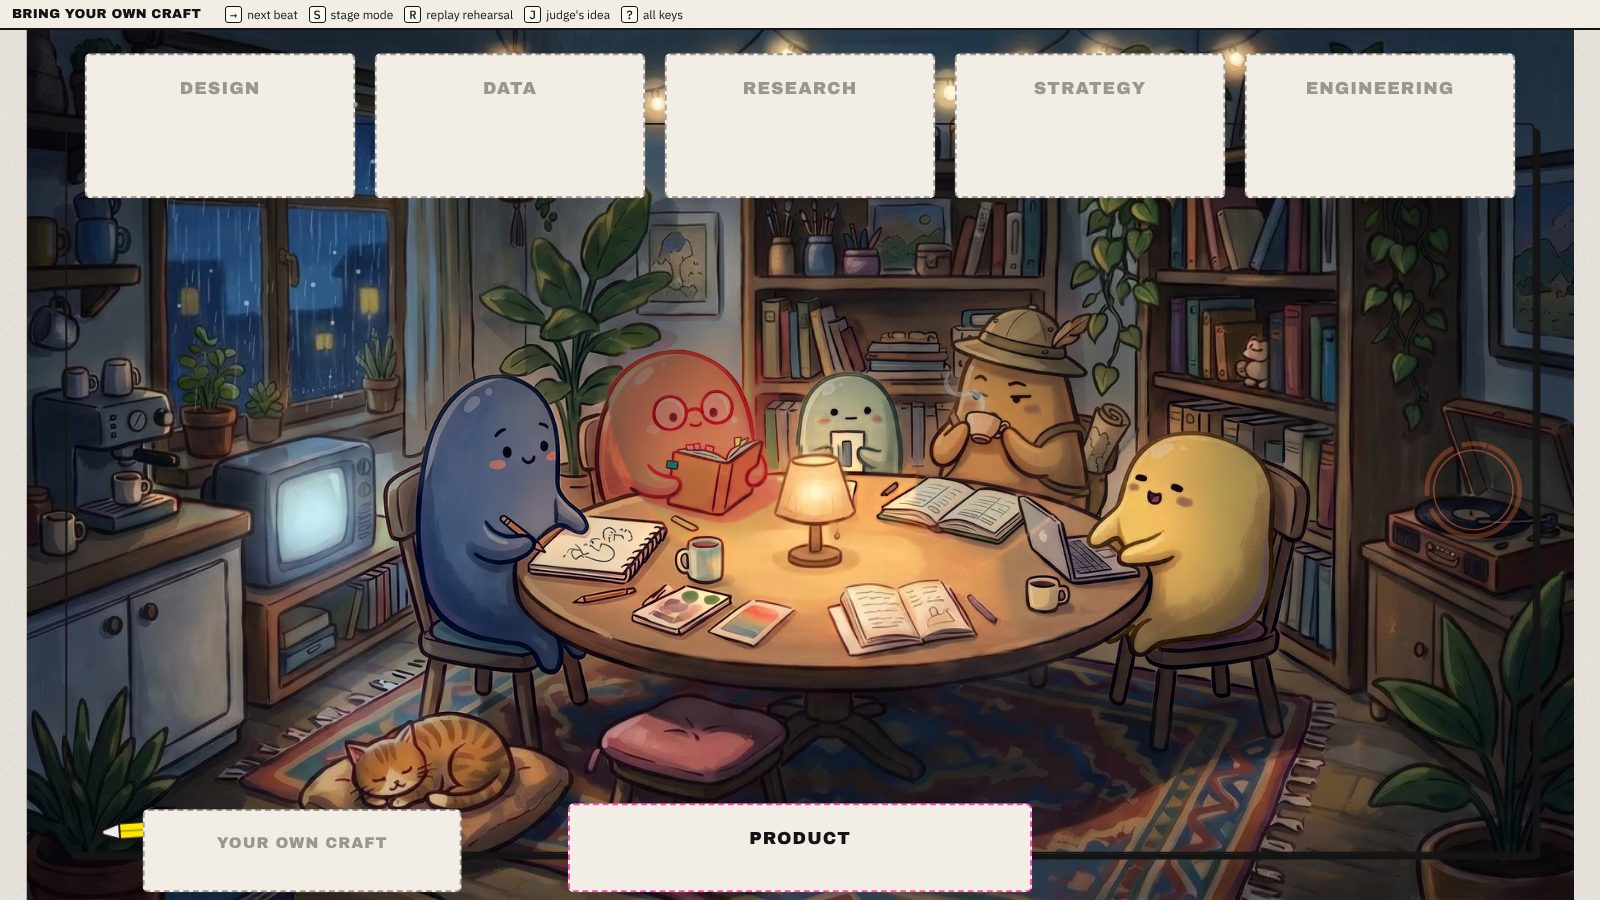 BRING YOUR OWN CRAFT → next beat S stage mode R replay rehearsal J judge's idea ? all keys
DESIGN DATA RESEARCH STRATEGY ENGINEERING
YOUR OWN CRAFT
PRODUCT